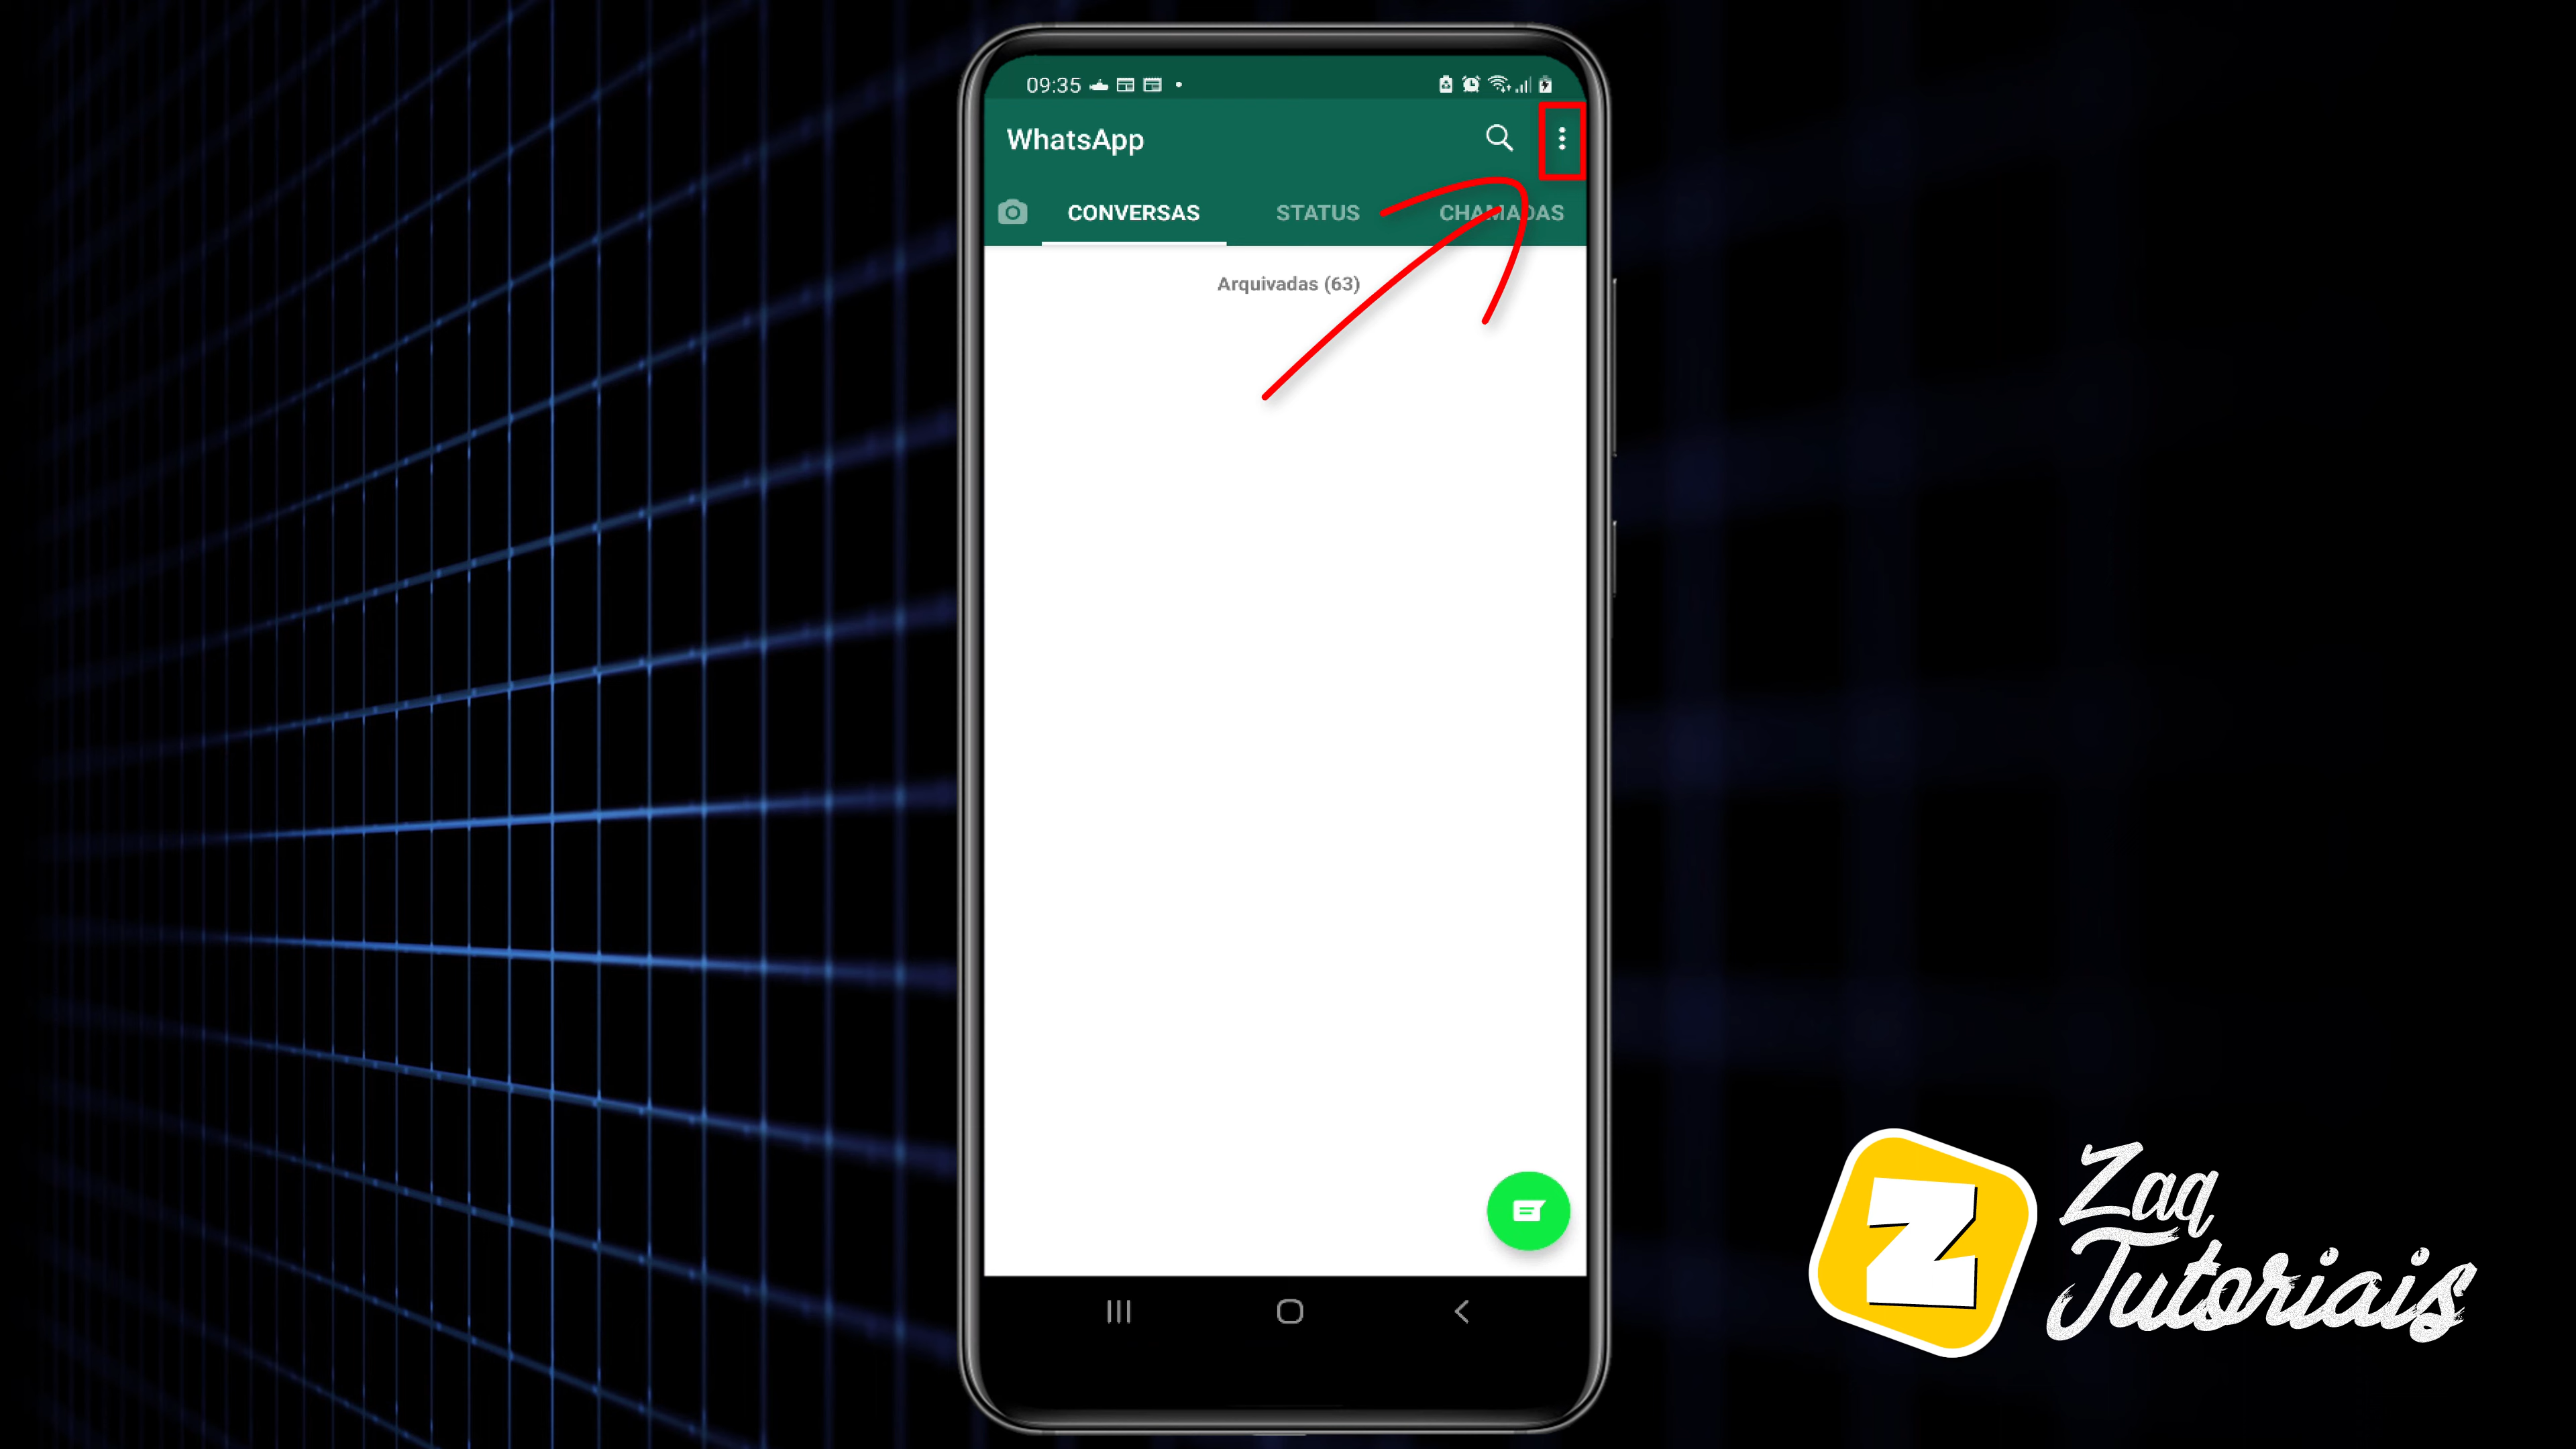 09:35
WhatsApp
CONVERSAS STATUS CHAMADAS
Arquivadas (63)
Z
Zaq
Tutoriais